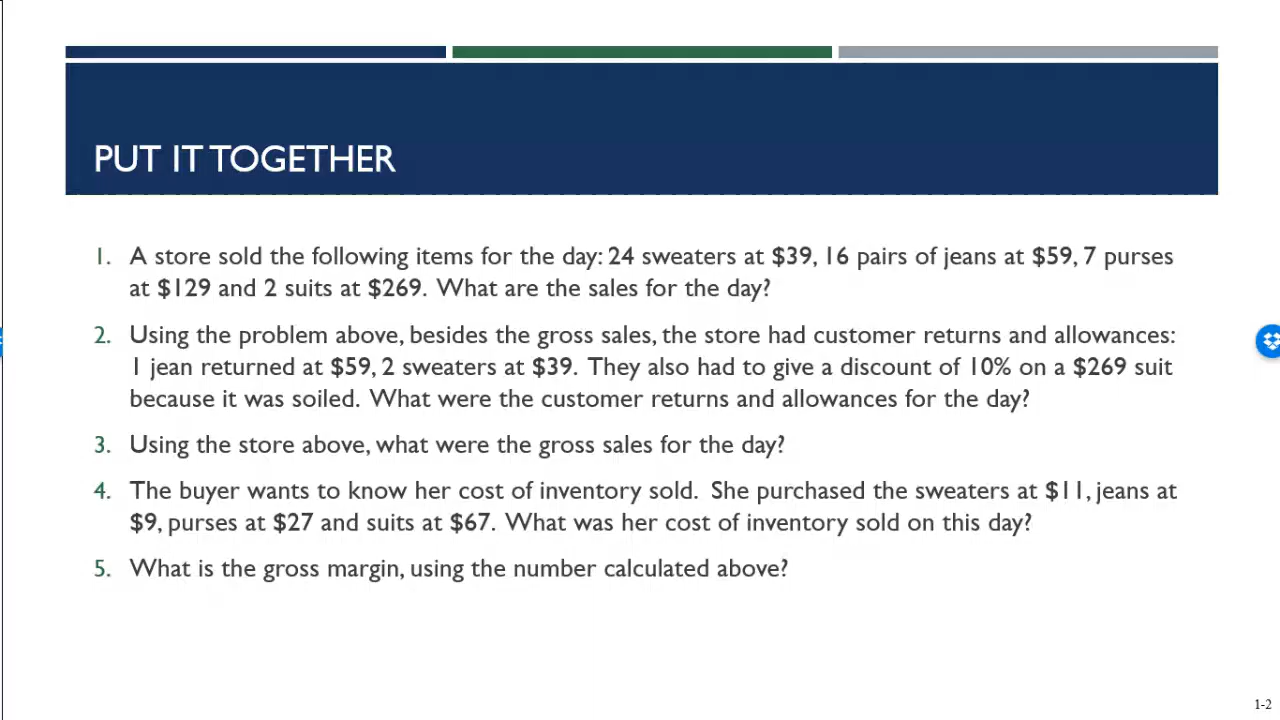 PUT IT TOGETHER
1. A store sold the following items for the day: 24 sweaters at $39, 16 pairs of jeans at $59, 7 purses
at $129 and 2 suits at $269. What are the sales for the day?
2. Using the problem above, besides the gross sales, the store had customer returns and allowances:
1 jean returned at $59, 2 sweaters at $39. They also had to give a discount of 10% on a $269 suit
because it was soiled. What were the customer returns and allowances for the day?
3. Using the store above, what were the gross sales for the day?
4. The buyer wants to know her cost of inventory sold. She purchased the sweaters at $11, jeans at
$9, purses at $27 and suits at $67. What was her cost of inventory sold on this day?
5. What is the gross margin, using the number calculated above?
1-2